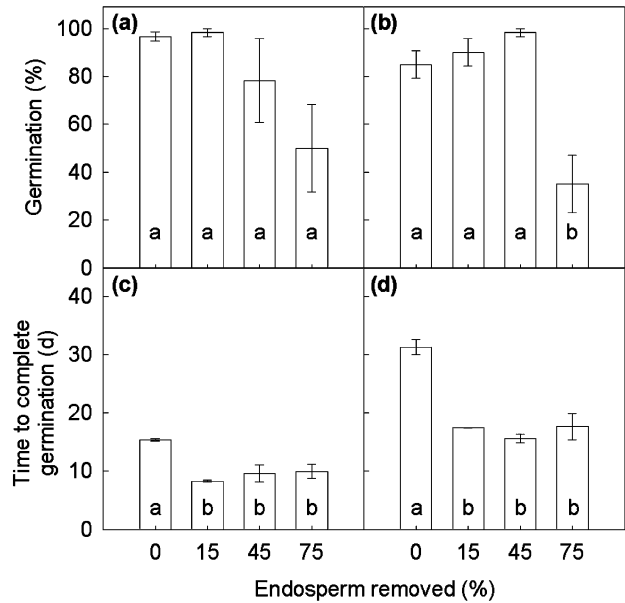 (a) (b)
100
80
60
40
20
0
Germination (%)
a a a a a a a b
(c) (d)
40
30
20
10
0
Time to complete
germination (d)
a b b b a b b b
0 15 45 75 0 15 45 75
Endosperm removed (%)